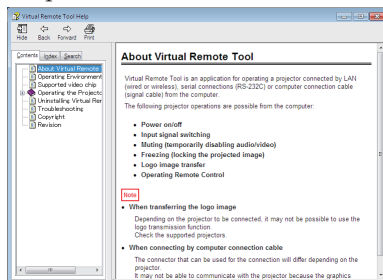 Virtual Remote Tool Help
Hide Back Forward Print
Contents Index Search
About Virtual Remote
Operating Environment
Supported video chip
Operating the Projecto
Uninstalling Virtual Rer
Troubleshooting
Copyright
Revision
About Virtual Remote Tool
Virtual Remote Tool is an application for operating a projector connected by LAN
(wired or wireless), serial connections (RS-232C) or computer connection cable
(signal cable) from the computer.
The following projector operations are possible from the computer:
• Power on/off
• Input signal switching
• Muting (temporarily disabling audio/video)
• Freezing (locking the projected image)
• Logo image transfer
• Operating Remote Control
Note
• When transferring the logo image
Depending on the projector to be connected, it may not be possible to use the
logo transmission function.
Check the supported projectors.
• When connecting by computer connection cable
The connector that can be used for the connection will differ depending on the
projector.
It may not be able to communicate with the projector because the graphics